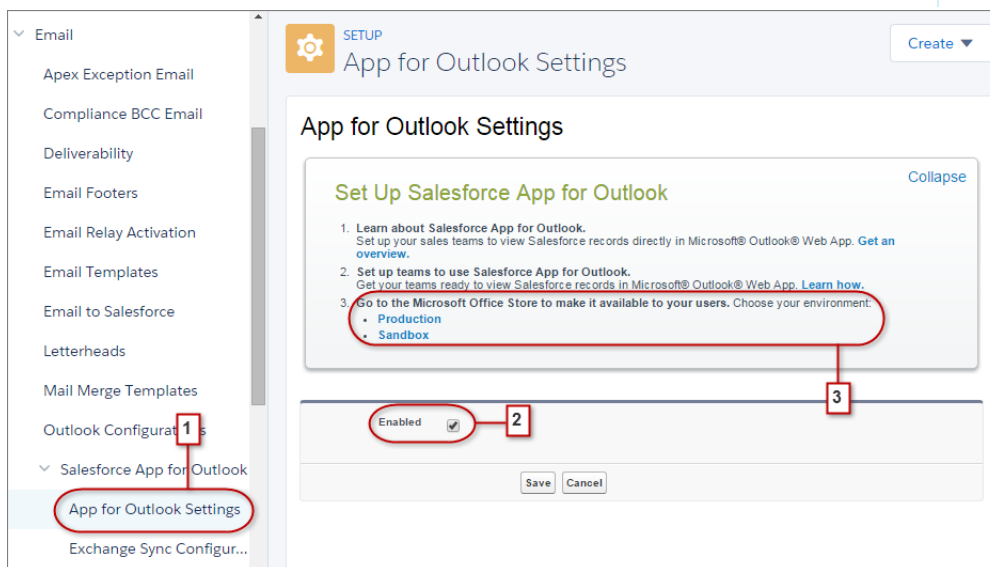 Email
Apex Exception Email
Compliance BCC Email
Deliverability
Email Footers
Email Relay Activation
Email Templates
Email to Salesforce
Letterheads
Mail Merge Templates
Outlook Configurat s
1
Salesforce App for Outlook
App for Outlook Settings
Exchange Sync Configur...
SETUP
App for Outlook Settings
Create
App for Outlook Settings
Collapse
Set Up Salesforce App for Outlook
1. Learn about Salesforce App for Outlook.
Set up your sales teams to view Salesforce records directly in Microsoft® Outlook® Web App. Get an
overview.
2. Set up teams to use Salesforce App for Outlook.
Get your teams ready to view Salesforce records in Microsoft® Outlook® Web App. Learn how.
3. Go to the Microsoft Office Store to make it available to your users. Choose your environment:
• Production
• Sandbox
3
Enabled
2
Save Cancel